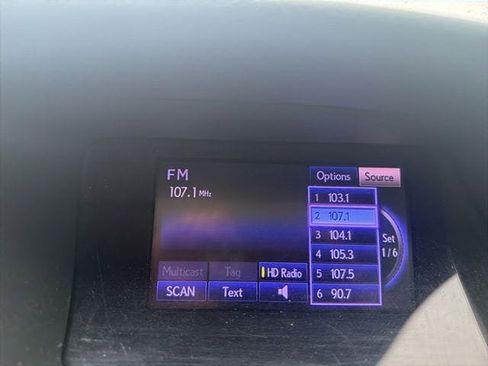 FM
107.1 MHz
Options Source
1 103.1
2 107.1
3 104.1
4 105.3
5 107.5
6 90.7
Set
1/6
Multicast Tag HD Radio
SCAN Text